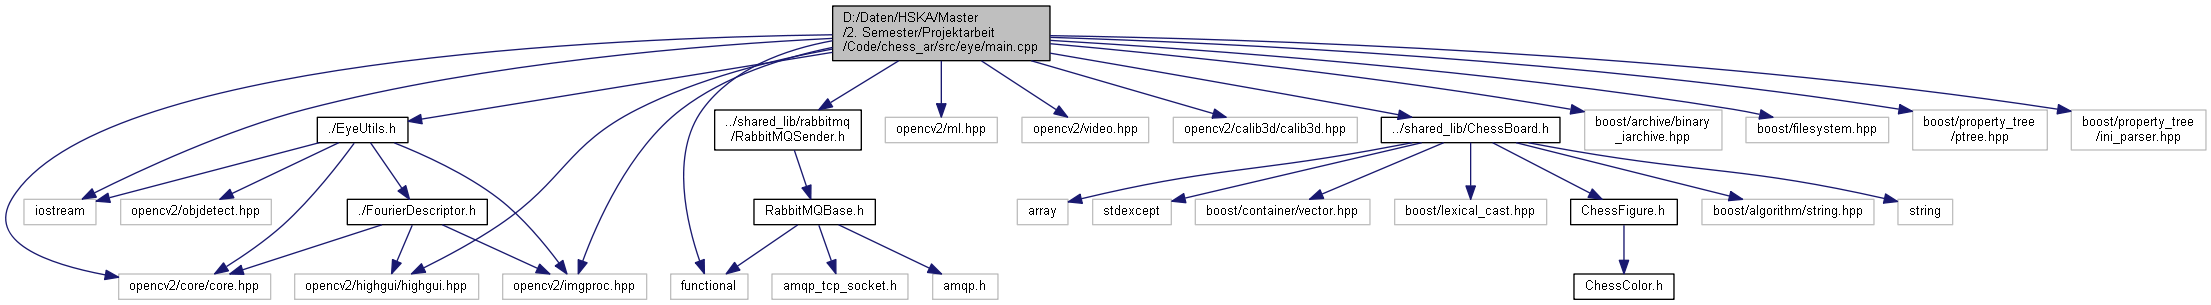 D:/Daten/HSKA/Master
/2. Semester/Projektarbeit
/Code/chess_ar/src/eye/main.cpp
./EyeUtils.h
../shared_lib/rabbitmq
/RabbitMQSender.h
opencv2/ml.hpp
opencv2/video.hpp
opencv2/calib3d/calib3d.hpp
../shared_lib/ChessBoard.h
boost/archive/binary
_iarchive.hpp
boost/filesystem.hpp
boost/property_tree
/ptree.hpp
boost/property_tree
/ini_parser.hpp
iostream
opencv2/objdetect.hpp
./FourierDescriptor.h
RabbitMQBase.h
array
stdexcept
boost/container/vector.hpp
boost/lexical_cast.hpp
ChessFigure.h
boost/algorithm/string.hpp
string
opencv2/core/core.hpp
opencv2/highgui/highgui.hpp
opencv2/imgproc.hpp
functional
amqp_tcp_socket.h
amqp.h
ChessColor.h